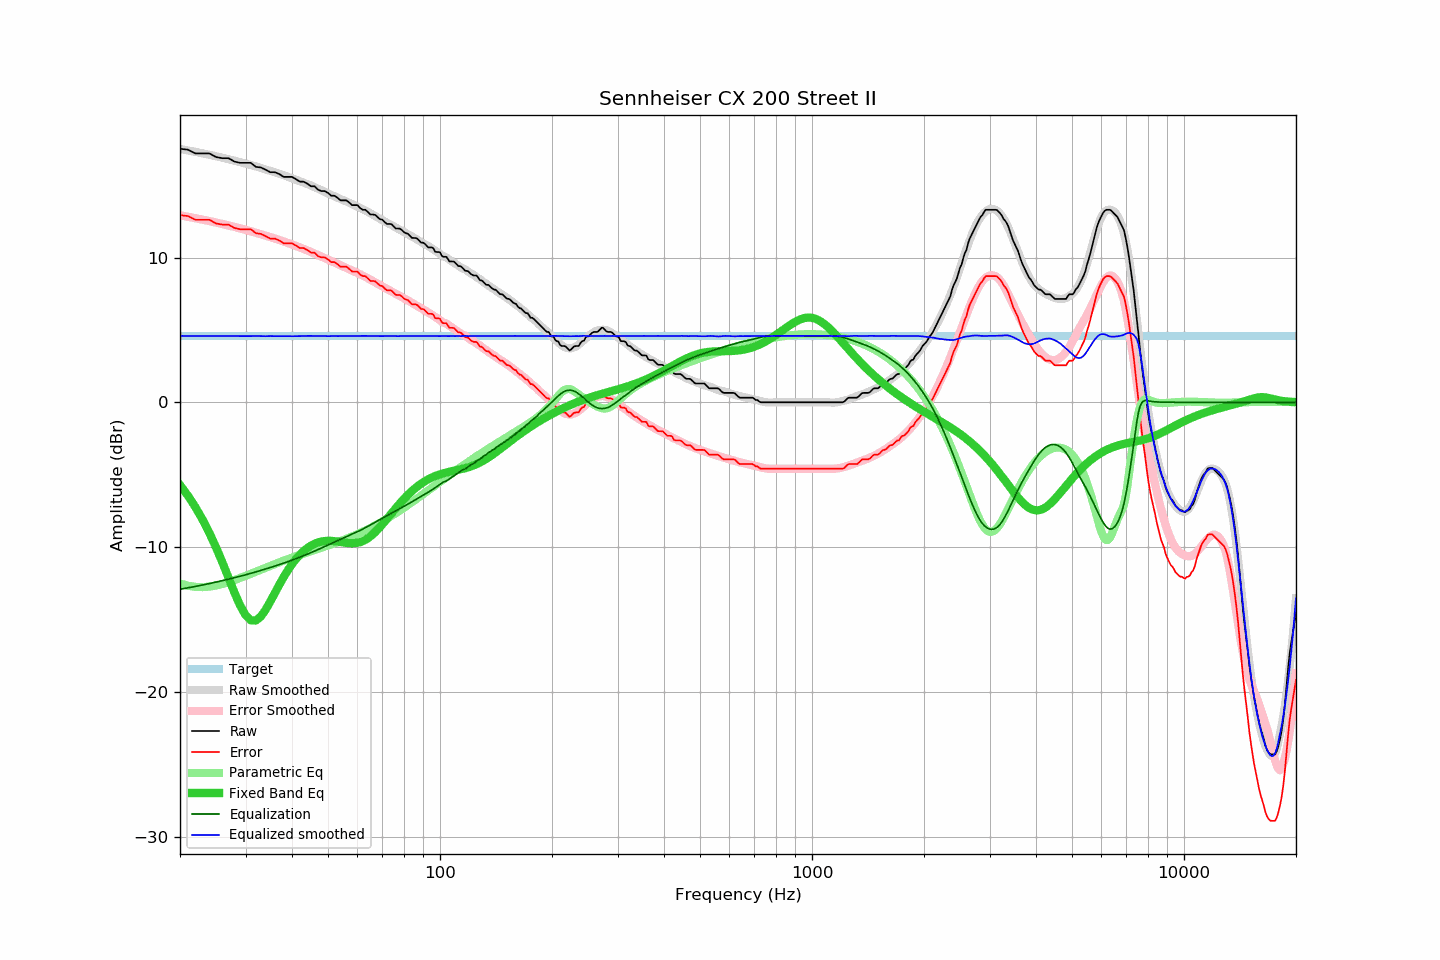 Sennheiser CX 200 Street II
Amplitude (dBr)
10
0
−10
−20
−30
Target
Raw Smoothed
Error Smoothed
Raw
Error
Parametric Eq
Fixed Band Eq
Equalization
Equalized smoothed
100 1000 10000
Frequency (Hz)